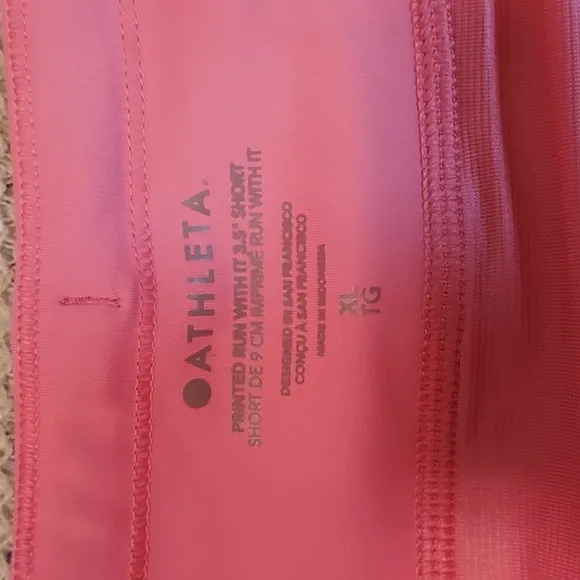 ATHLETA.
PRINTED RUN WITH IT 3.5" SHORT
SHORT DE 9 CM IMPRIMÉ RUN WITH IT
DESIGNED IN SAN FRANCISCO
CONÇU À SAN FRANCISCO
MADE IN INDONESIA
XL
TG